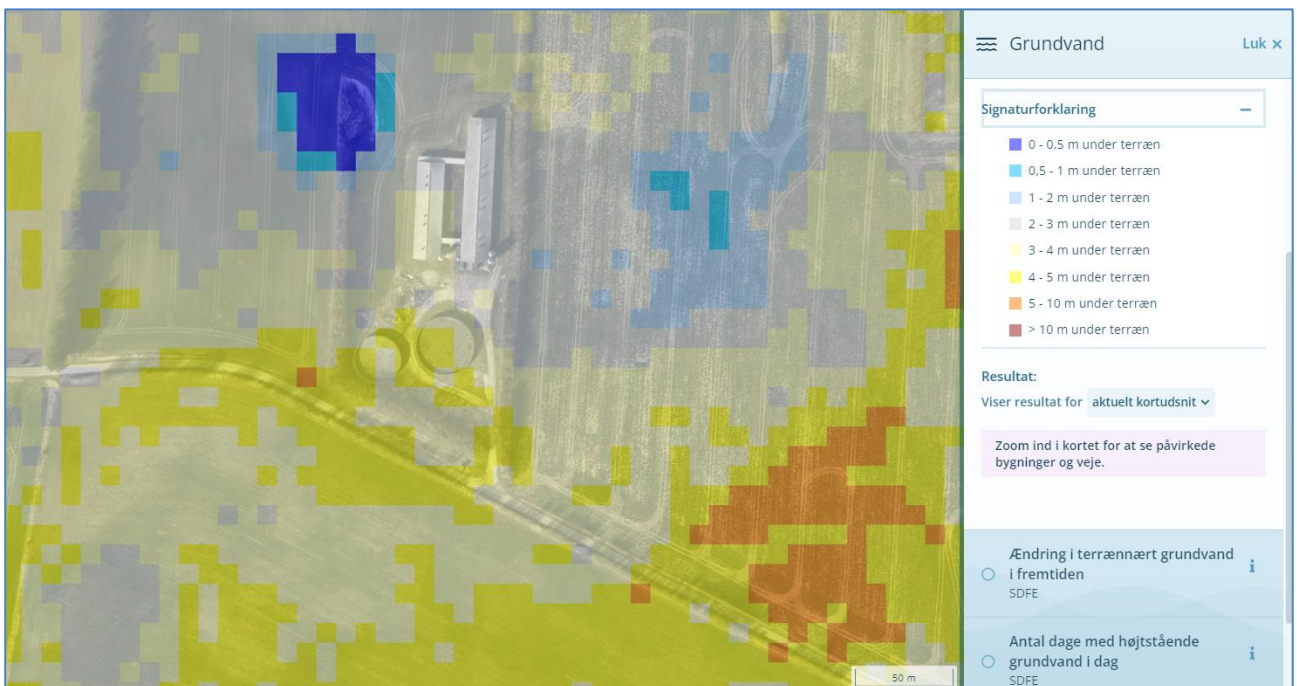 Grundvand
Luk ×
Signaturforklaring
0 - 0,5 m under terræn
0,5 - 1 m under terræn
1 - 2 m under terræn
2 - 3 m under terræn
3 - 4 m under terræn
4 - 5 m under terræn
5 - 10 m under terræn
> 10 m under terræn
Resultat:
Viser resultat for aktuelt kortudsnit
Zoom ind i kortet for at se påvirkede
bygninger og veje.
Ændring i terrænnært grundvand
i fremtiden
SDFE
Antal dage med højtstående
grundvand i dag
SDFE
50 m